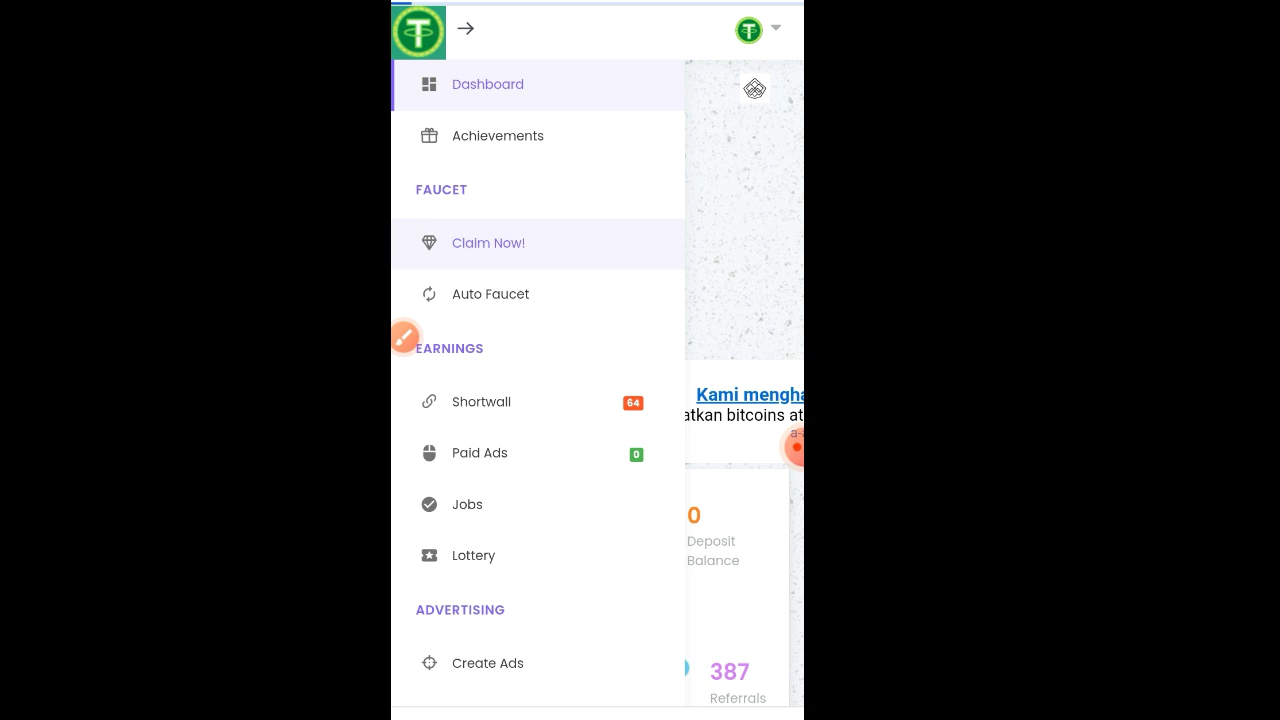 Dashboard
Achievements
FAUCET
Claim Now!
Auto Faucet
EARNINGS
Shortwall 64
Paid Ads 0
Jobs
Lottery
ADVERTISING
Create Ads
Kami mengha
atkan bitcoins at
0
Deposit
Balance
387
Referrals